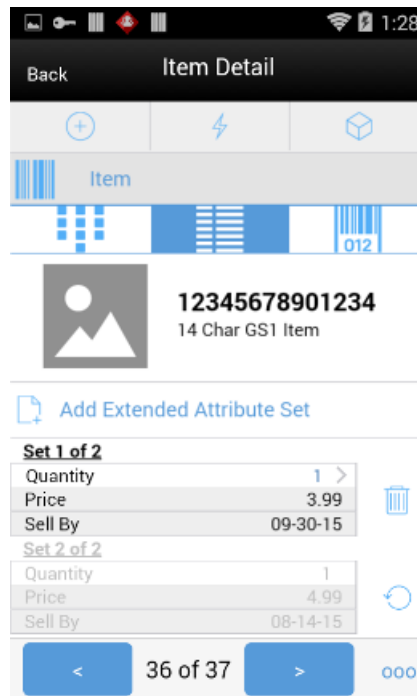 1:28
Back
Item Detail
Item
012
12345678901234
14 Char GS1 Item
Add Extended Attribute Set
Set 1 of 2
Quantity 1 >
Price 3.99
Sell By 09-30-15
Set 2 of 2
Quantity 1
Price 4.99
Sell By 08-14-15
< 36 of 37 > ooo